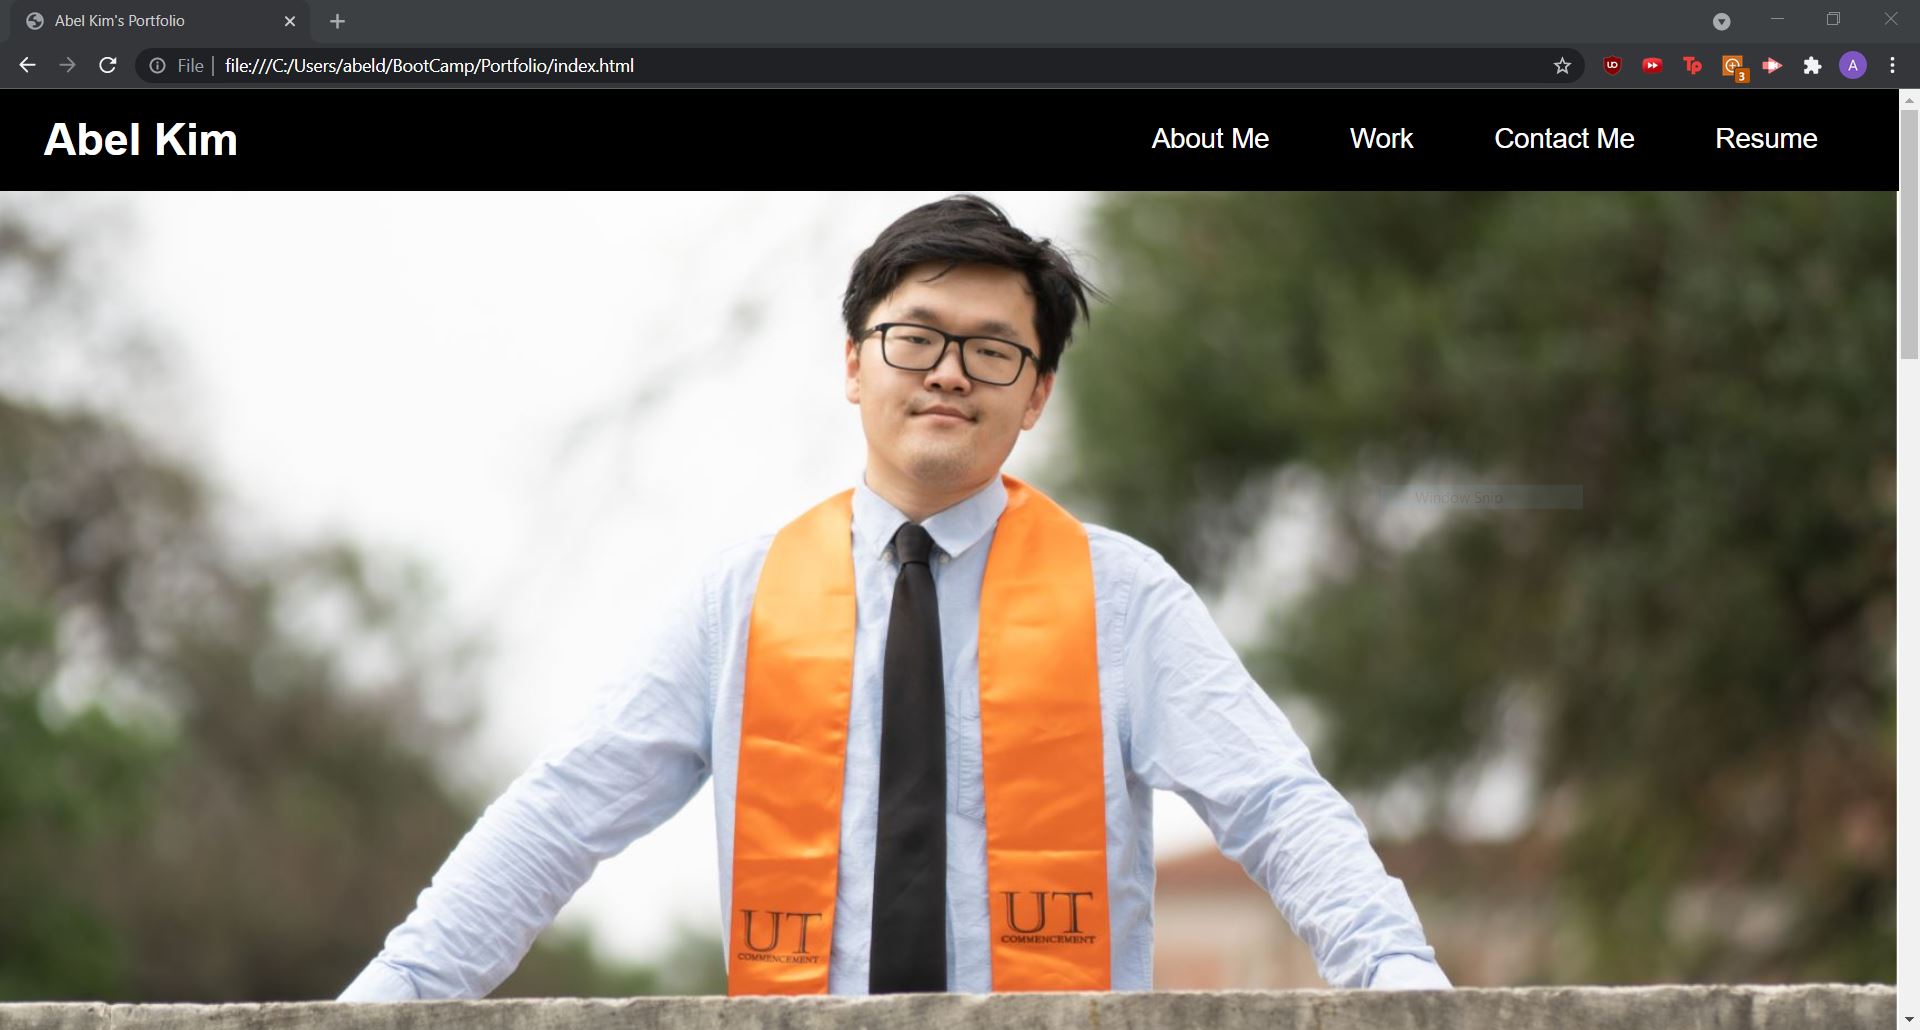 Abel Kim's Portfolio
File | file:///C:/Users/abeld/BootCamp/Portfolio/index.html
3
A
Abel Kim
About Me Work Contact Me Resume
Window Snip
UT
COMMENCEMENT
UT
COMMENCEMENT